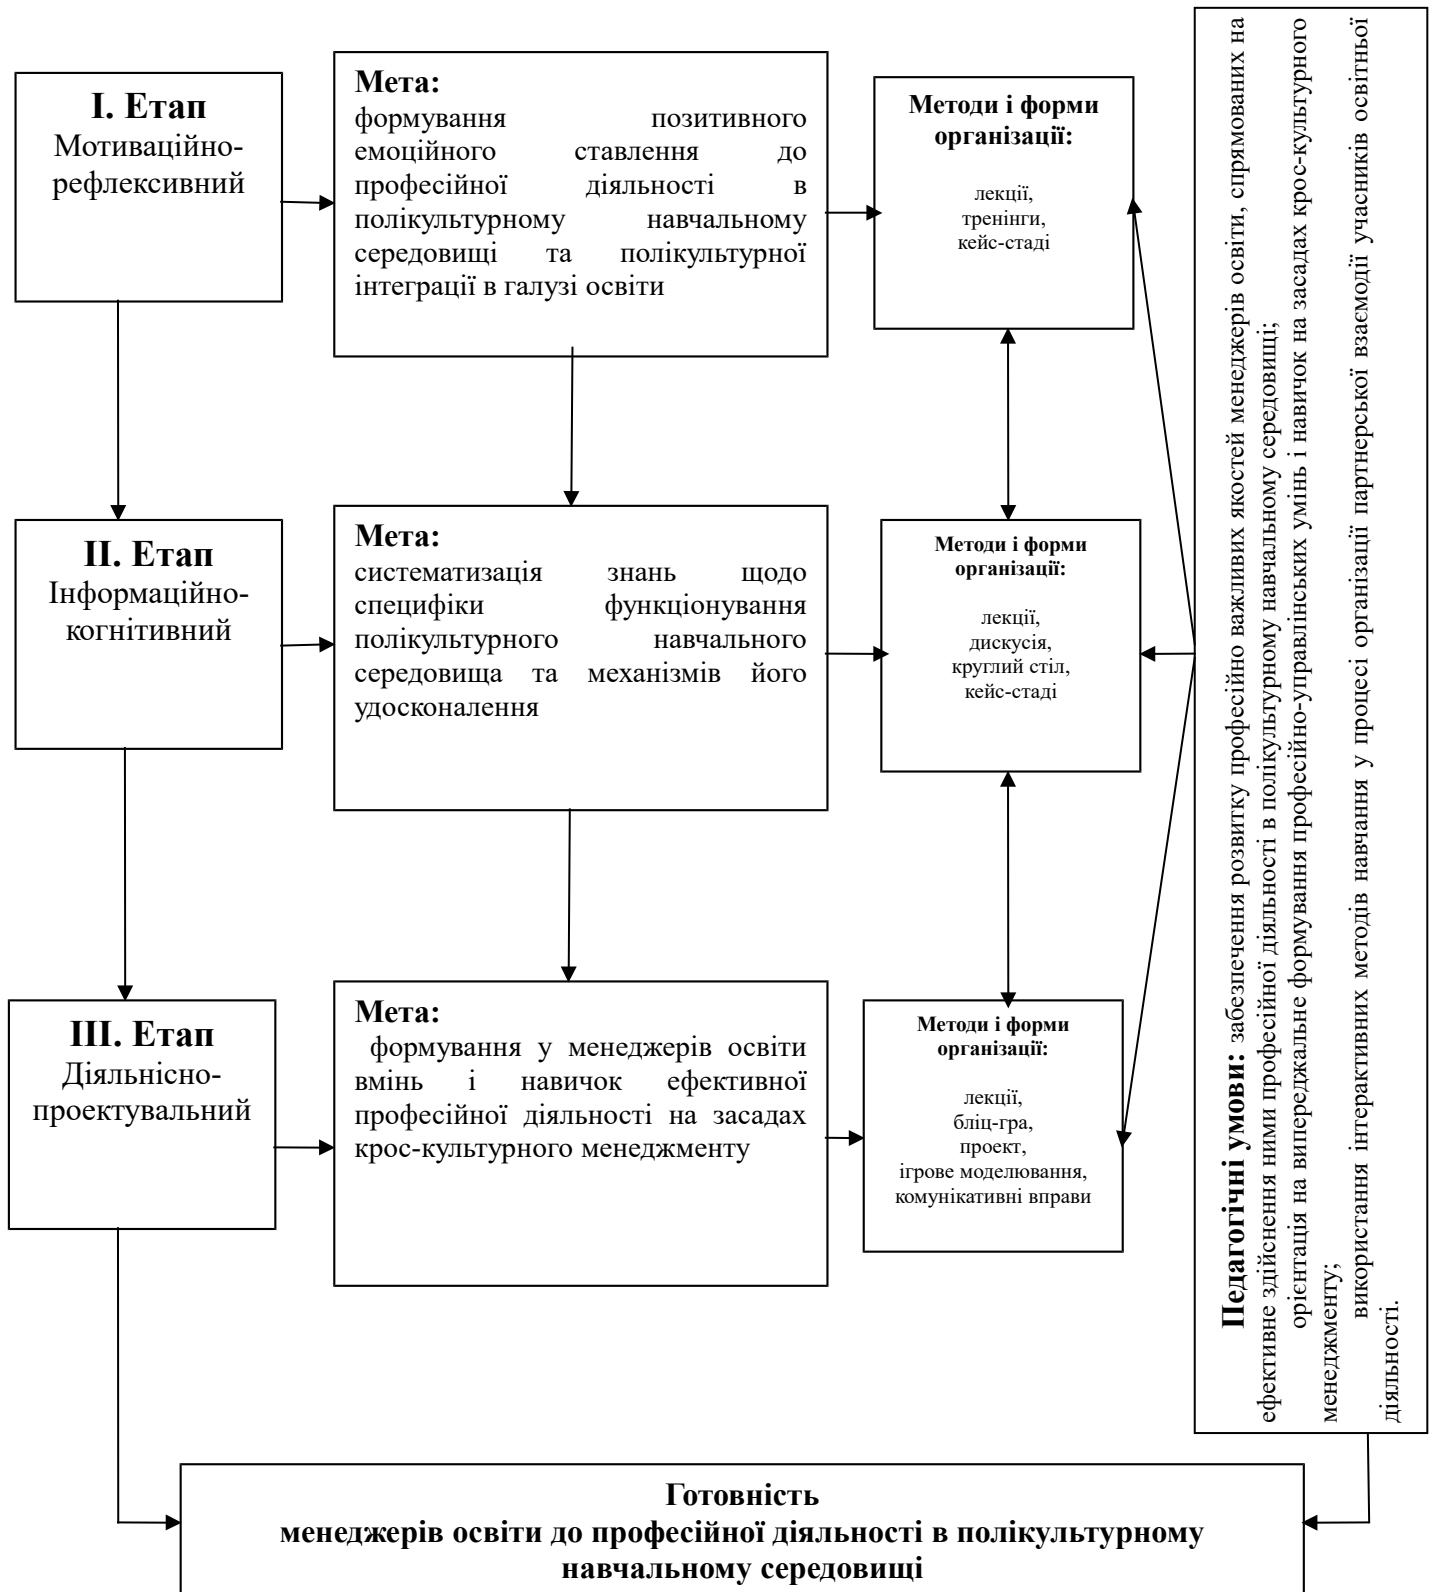 I. Етап
Мотиваційно-
рефлексивний
Мета:
формування позитивного
емоційного ставлення до
професійної діяльності в
полікультурному навчальному
середовищі та полікультурної
інтеграції в галузі освіти
Методи і форми
організації:
лекції,
тренінги,
кейс-стаді
II. Етап
Інформаційно-
когнітивний
Мета:
систематизація знань щодо
специфіки функціонування
полікультурного навчального
середовища та механізмів його
удосконалення
Методи і форми
організації:
лекції,
дискусія,
круглий стіл,
кейс-стаді
III. Етап
Діяльнісно-
проектувальний
Мета:
формування у менеджерів освіти
вмінь і навичок ефективної
професійної діяльності на засадах
крос-культурного менеджменту
Методи і форми
організації:
лекції,
бліц-гра,
проект,
ігрове моделювання,
комунікативні вправи
Педагогічні умови: забезпечення розвитку професійно важливих якостей менеджерів освіти, спрямованих на
ефективне здійснення ними професійної діяльності в полікультурному навчальному середовищі;
орієнтація на випереджальне формування професійно-управлінських умінь і навичок на засадах крос-культурного
менеджменту;
використання інтерактивних методів навчання у процесі організації партнерської взаємодії учасників освітньої
діяльності.
Готовність
менеджерів освіти до професійної діяльності в полікультурному
навчальному середовищі